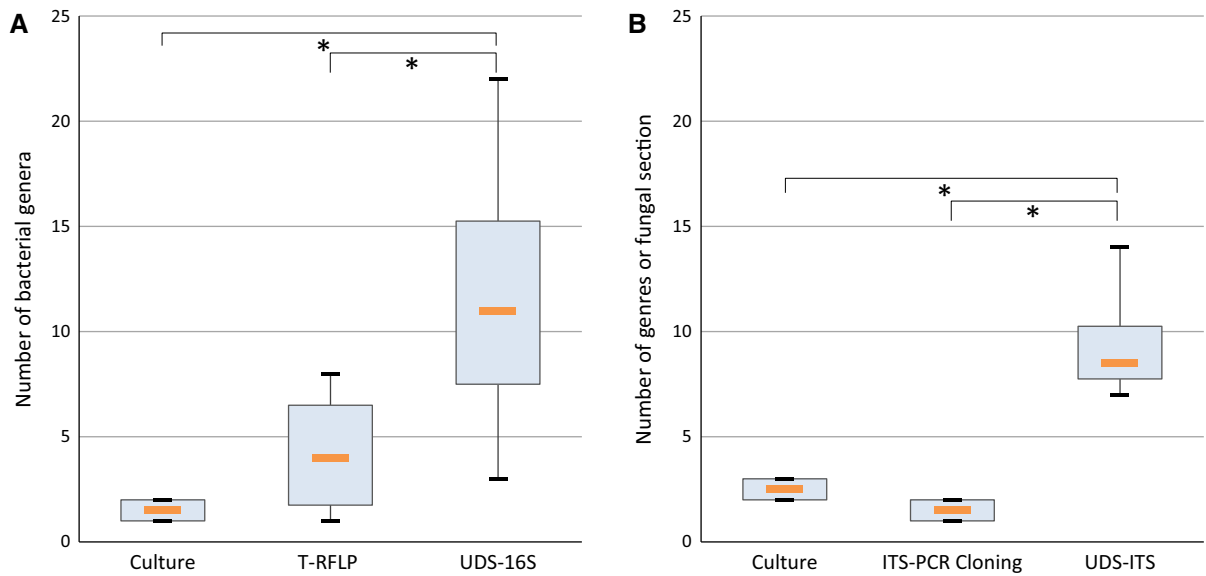 A
Number of bacterial genera
25
20
15
10
5
0
*
*
Culture
T-RFLP
UDS-16S
B
Number of genres or fungal section
25
20
15
10
5
0
*
*
Culture
ITS-PCR Cloning
UDS-ITS